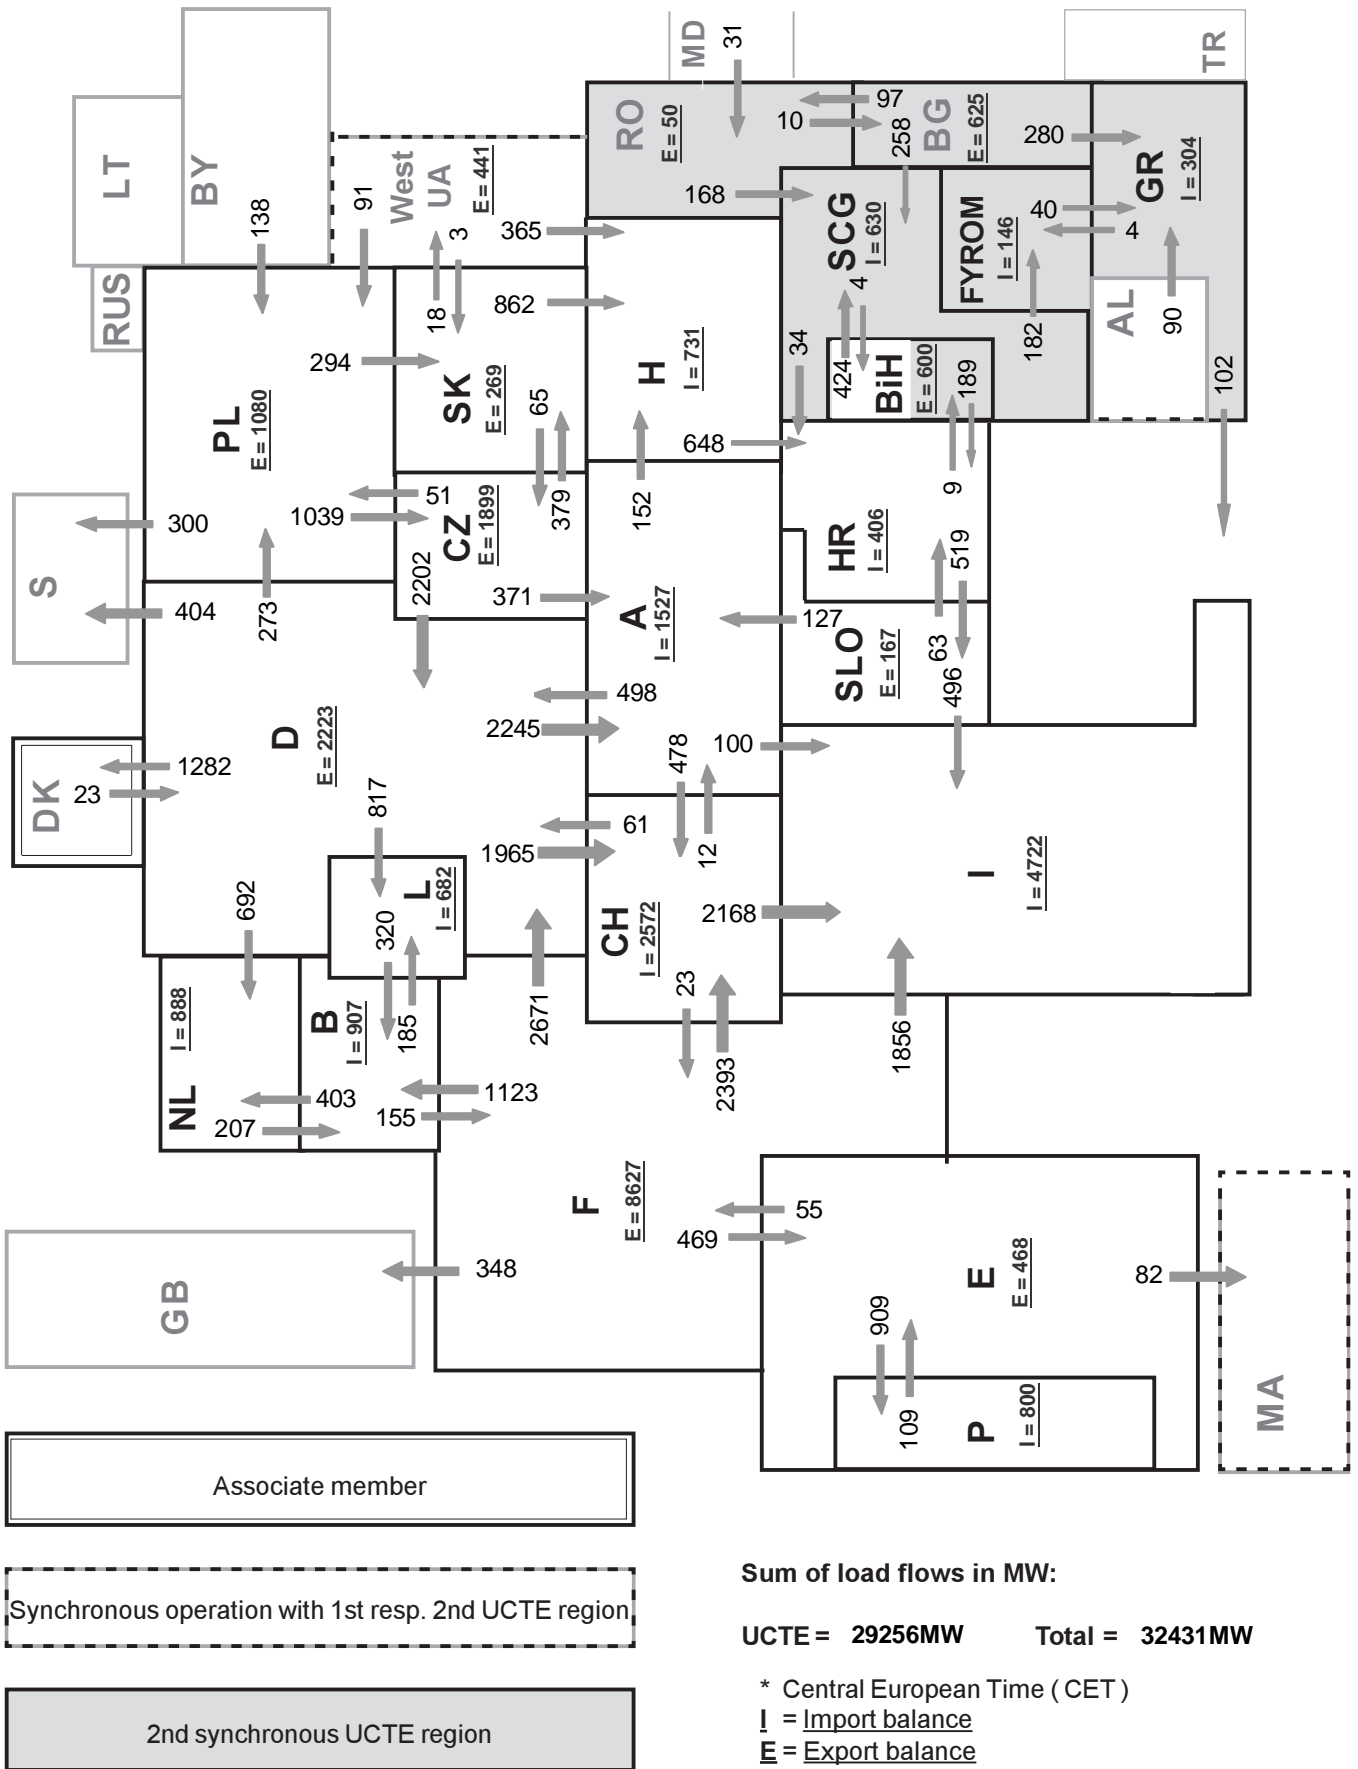 MD
31
TR
RO
E = 50
97
10
BG
E = 625
258
280
GR
I = 304
LT
BY
138
91
West
UA
E = 441
3
18
365
168
SCG
I = 630
FYROM
I = 146
40
4
AL
90
182
102
RUS
862
294
SK
E = 269
65
379
H
I = 731
34
4
424
BiH
E = 600
189
9
648
152
PL
E = 1080
300
1039
51
CZ
E = 1899
2202
371
HR
I = 406
519
63
S
404
273
A
I = 1527
127
SLO
E = 167
496
D
E = 2223
498
2245
478
100
DK
1282
23
817
61
1965
12
I
I = 4722
692
L
I = 682
320
185
CH
I = 2572
2168
23
2393
2671
1856
NL
I = 888
B
I = 907
403
207
1123
155
F
E = 8627
55
469
348
GB
E
E = 468
82
909
109
P
I = 800
MA
Associate member
Synchronous operation with 1st resp. 2nd UCTE region
2nd synchronous UCTE region
Sum of load flows in MW:
UCTE = 29256MW Total = 32431MW
* Central European Time ( CET )
I = Import balance
E = Export balance